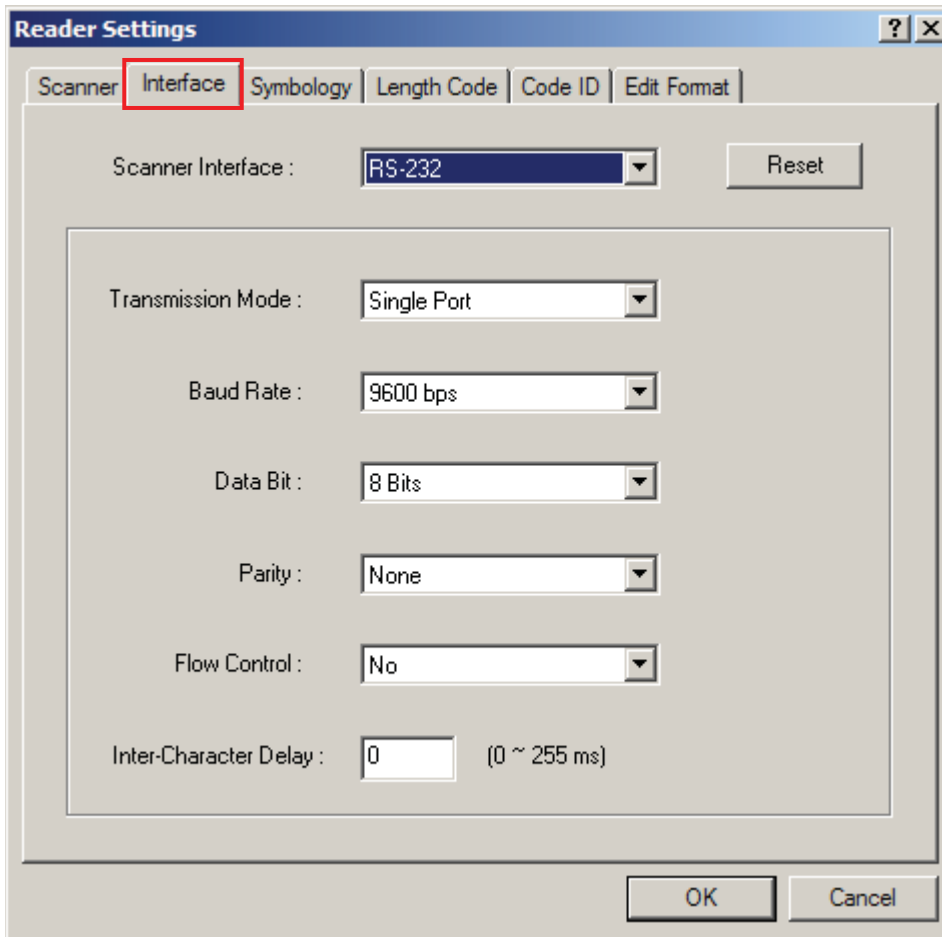 Reader Settings
Scanner Interface Symbology Length Code Code ID Edit Format
Scanner Interface : RS-232 Reset
Transmission Mode : Single Port
Baud Rate : 9600 bps
Data Bit : 8 Bits
Parity : None
Flow Control : No
Inter-Character Delay : 0 (0 ~ 255 ms)
OK Cancel